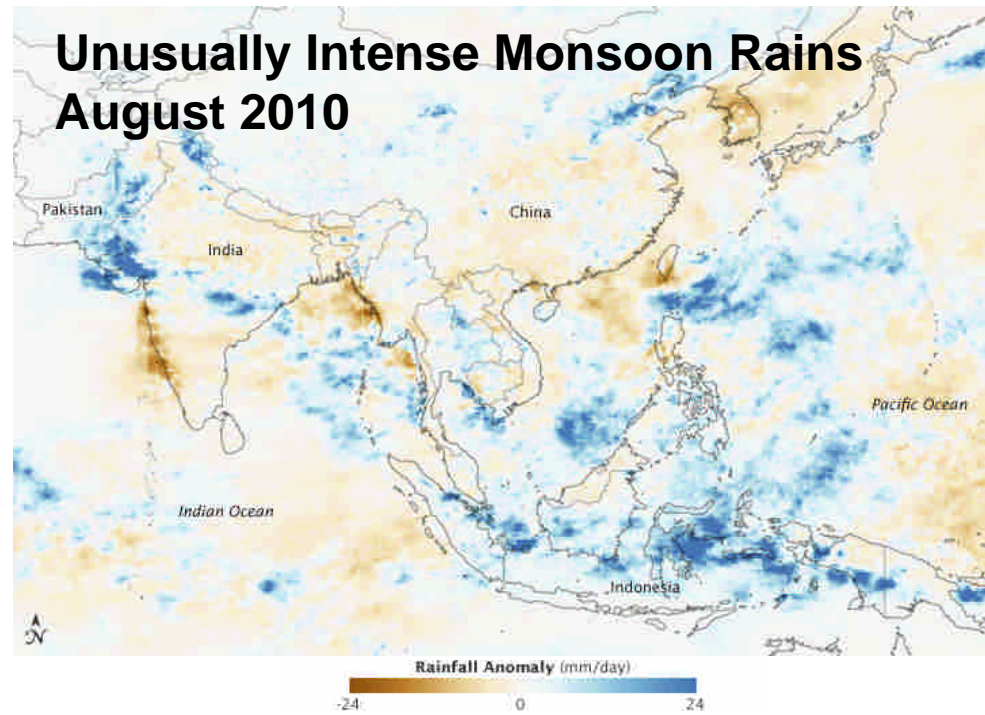 Unusually Intense Monsoon Rains
August 2010
Pakistan
China
India
Pacific Ocean
Indian Ocean
Indonesia
N
Rainfall Anomaly (mm/day)
-24 0 24